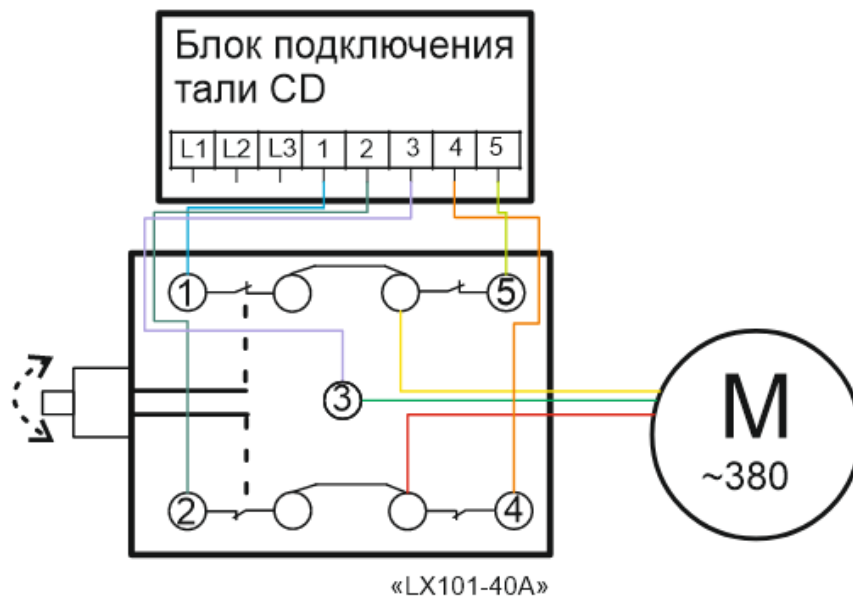 Блок подключения
тали CD
L1 L2 L3 1 2 3 4 5
1 5
3
2 4
M
~380
«LX101-40A»